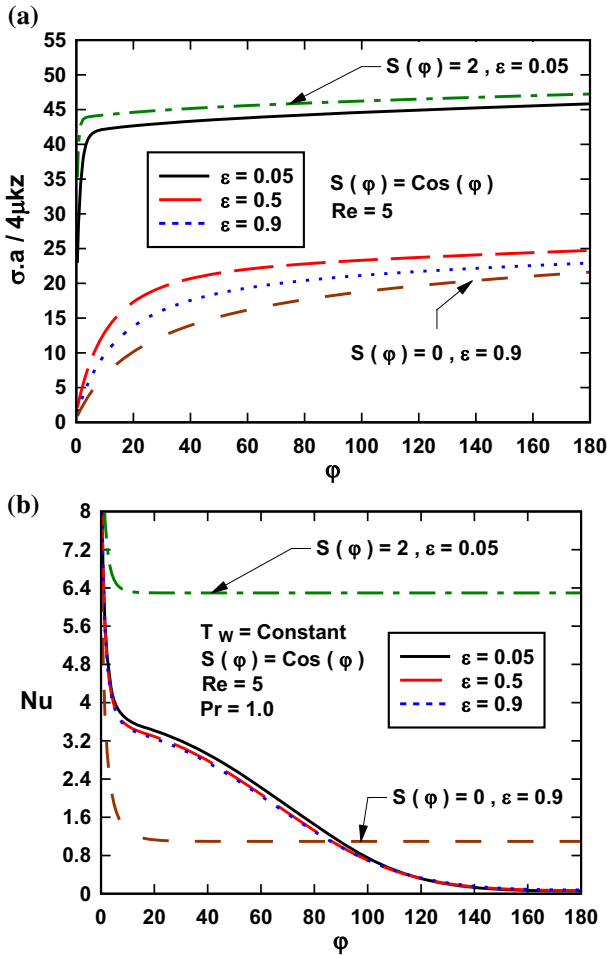 (a)
55
50
45
40
35
30
25
20
15
10
5
0
σ.a / 4μkz
S ( φ ) = 2 , ε = 0.05
ε = 0.05
ε = 0.5
ε = 0.9
S ( φ ) = Cos ( φ )
Re = 5
S ( φ ) = 0 , ε = 0.9
0 20 40 60 80 100 120 140 160 180
φ
(b)
8
7.2
6.4
5.6
4.8
4
3.2
2.4
1.6
0.8
0
Nu
S ( φ ) = 2 , ε = 0.05
T W = Constant
S ( φ ) = Cos ( φ )
Re = 5
Pr = 1.0
ε = 0.05
ε = 0.5
ε = 0.9
S ( φ ) = 0 , ε = 0.9
0 20 40 60 80 100 120 140 160 180
φ